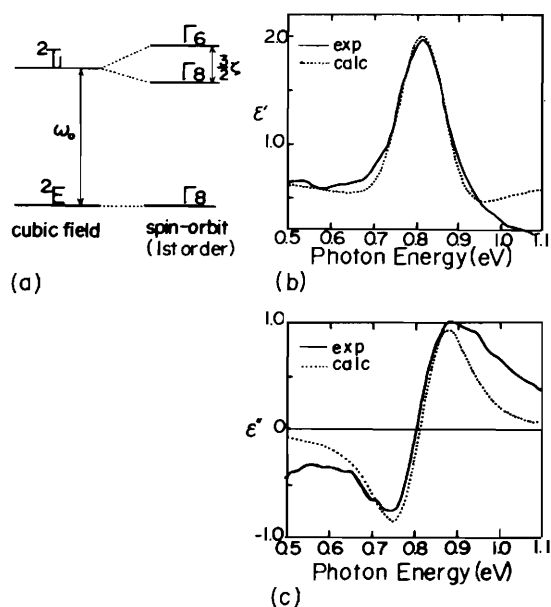 (a)
²T₁
Γ6
Γ8
3/2 ζ
ω₀
²E
Γ8
cubic field
spin-orbit
(1st order)
2.0
1.0
ε'
exp
calc
0.5 0.6 0.7 0.8 0.9 1.0 1.1
Photon Energy(eV)
(b)
1.0
0
-1.0
ε"
exp
calc
0.5 0.6 0.7 0.8 0.9 1.0 1.1
Photon Energy (eV)
(c)